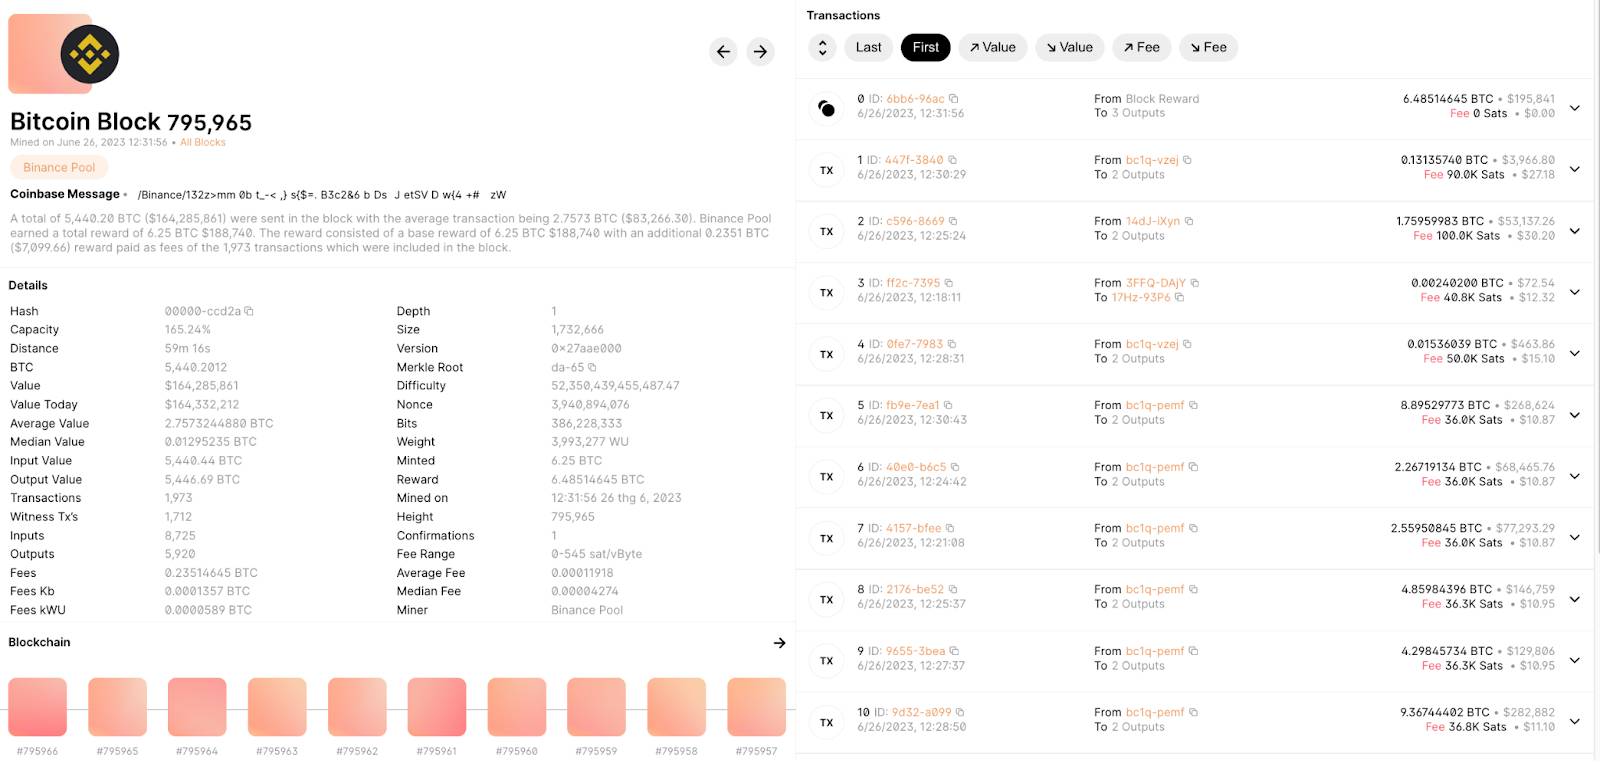 Bitcoin Block 795,965
Mined on June 26, 2023 12:31:56 • All Blocks
Binance Pool
Coinbase Message • /Binance/132z>mm 0b t_-< ,} s{$=. B3c2&6 b Ds J etSV D w{4 +# zW
A total of 5,440.20 BTC ($164,285,861) were sent in the block with the average transaction being 2.7573 BTC ($83,266.30). Binance Pool
earned a total reward of 6.25 BTC $188,740. The reward consisted of a base reward of 6.25 BTC $188,740 with an additional 0.2351 BTC
($7,099.66) reward paid as fees of the 1,973 transactions which were included in the block.
Details
Hash 00000-ccd2a Depth 1
Capacity 165.24% Size 1,732,666
Distance 59m 16s Version 0x27aae000
BTC 5,440.2012 Merkle Root da-65
Value $164,285,861 Difficulty 52,350,439,455,487.47
Value Today $164,332,212 Nonce 3,940,894,076
Average Value 2.7573244880 BTC Bits 386,228,333
Median Value 0.01295235 BTC Weight 3,993,277 WU
Input Value 5,440.44 BTC Minted 6.25 BTC
Output Value 5,446.69 BTC Reward 6.48514645 BTC
Transactions 1,973 Mined on 12:31:56 26 thg 6, 2023
Witness Tx's 1,712 Height 795,965
Inputs 8,725 Confirmations 1
Outputs 5,920 Fee Range 0-545 sat/vByte
Fees 0.23514645 BTC Average Fee 0.00011918
Fees Kb 0.0001357 BTC Median Fee 0.00004274
Fees kWU 0.0000589 BTC Miner Binance Pool
Blockchain
#795966 #795965 #795964 #795963 #795962 #795961 #795960 #795959 #795958 #795957
Transactions
Last First ↗ Value ↘ Value ↗ Fee ↘ Fee
0 ID: 6bb6-96ac From Block Reward 6.48514645 BTC • $195,841
6/26/2023, 12:31:56 To 3 Outputs Fee 0 Sats • $0.00
TX 1 ID: 447f-3840 From bc1q-vzej 0.13135740 BTC • $3,966.80
6/26/2023, 12:30:29 To 2 Outputs Fee 90.0K Sats • $27.18
TX 2 ID: c596-8669 From 14dJ-iXyn 1.75959983 BTC • $53,137.26
6/26/2023, 12:25:24 To 2 Outputs Fee 100.0K Sats • $30.20
TX 3 ID: ff2c-7395 From 3FFQ-DAjY 0.00240200 BTC • $72.54
6/26/2023, 12:18:11 To 17Hz-93P6 Fee 40.8K Sats • $12.32
TX 4 ID: 0fe7-7983 From bc1q-vzej 0.01536039 BTC • $463.86
6/26/2023, 12:28:31 To 2 Outputs Fee 50.0K Sats • $15.10
TX 5 ID: fb9e-7ea1 From bc1q-pemf 8.89529773 BTC • $268,624
6/26/2023, 12:30:43 To 2 Outputs Fee 36.0K Sats • $10.87
TX 6 ID: 40e0-b6c5 From bc1q-pemf 2.26719134 BTC • $68,465.76
6/26/2023, 12:24:42 To 2 Outputs Fee 36.0K Sats • $10.87
TX 7 ID: 4157-bfee From bc1q-pemf 2.55950845 BTC • $77,293.29
6/26/2023, 12:21:08 To 2 Outputs Fee 36.0K Sats • $10.87
TX 8 ID: 2176-be52 From bc1q-pemf 4.85984396 BTC • $146,759
6/26/2023, 12:25:37 To 2 Outputs Fee 36.3K Sats • $10.95
TX 9 ID: 9655-3bea From bc1q-pemf 4.29845734 BTC • $129,806
6/26/2023, 12:27:37 To 2 Outputs Fee 36.3K Sats • $10.95
TX 10 ID: 9d32-a099 From bc1q-pemf 9.36744402 BTC • $282,882
6/26/2023, 12:28:50 To 2 Outputs Fee 36.8K Sats • $11.10